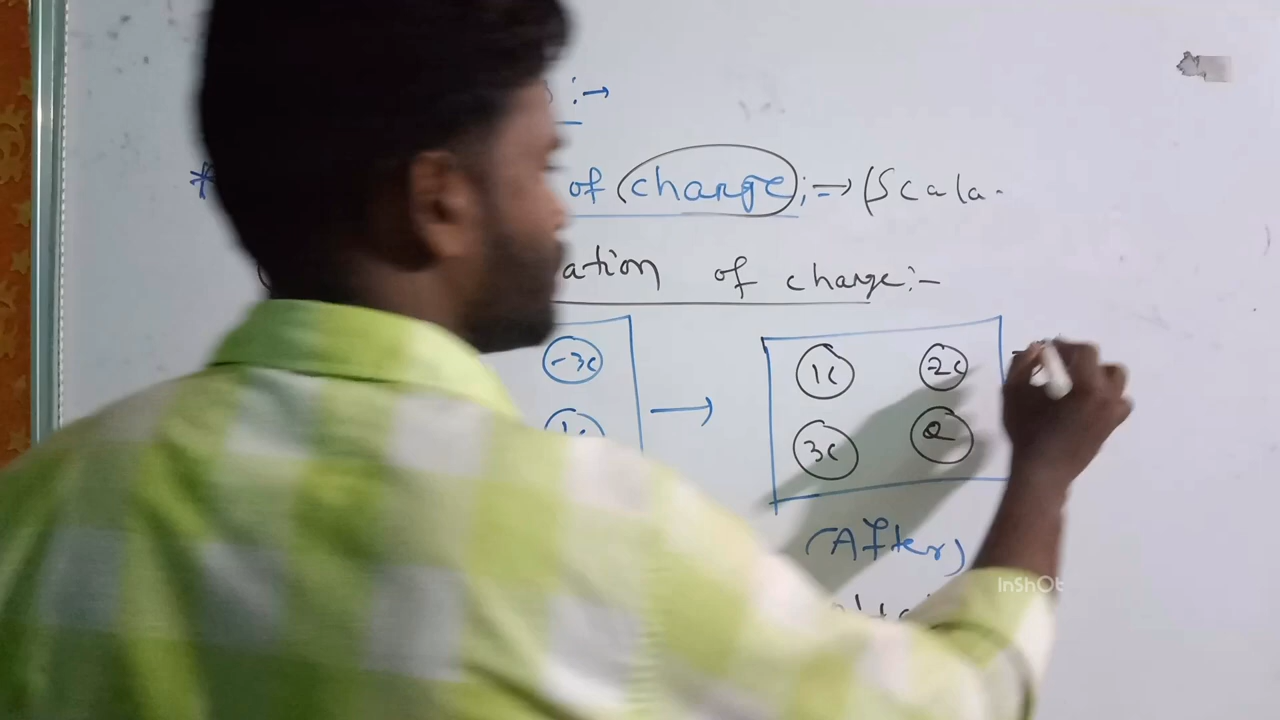 :→
* of charge :⇒ (Scala
ation of charge :-
-3c → 1c 2c
3c Q
(After)
InShOt